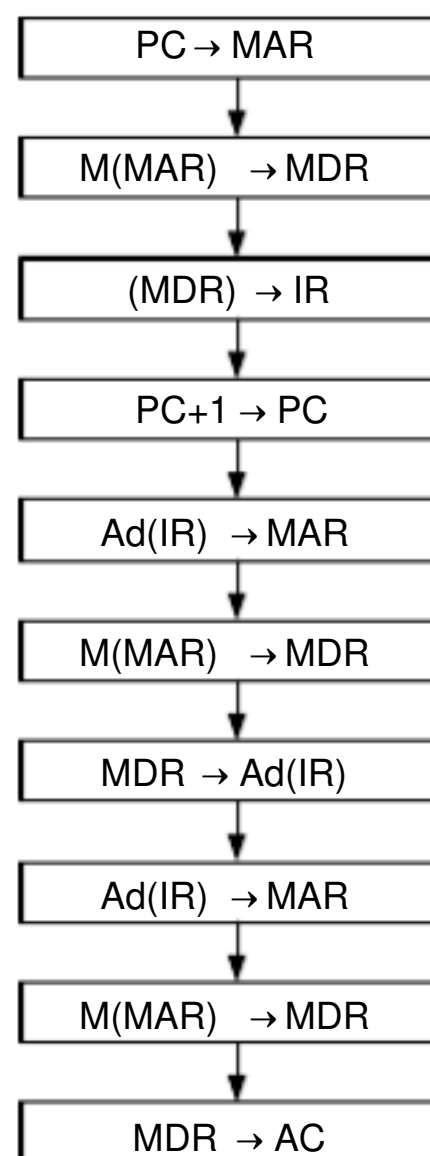 PC → MAR
M(MAR) → MDR
(MDR) → IR
PC+1 → PC
Ad(IR) → MAR
M(MAR) → MDR
MDR → Ad(IR)
Ad(IR) → MAR
M(MAR) → MDR
MDR → AC